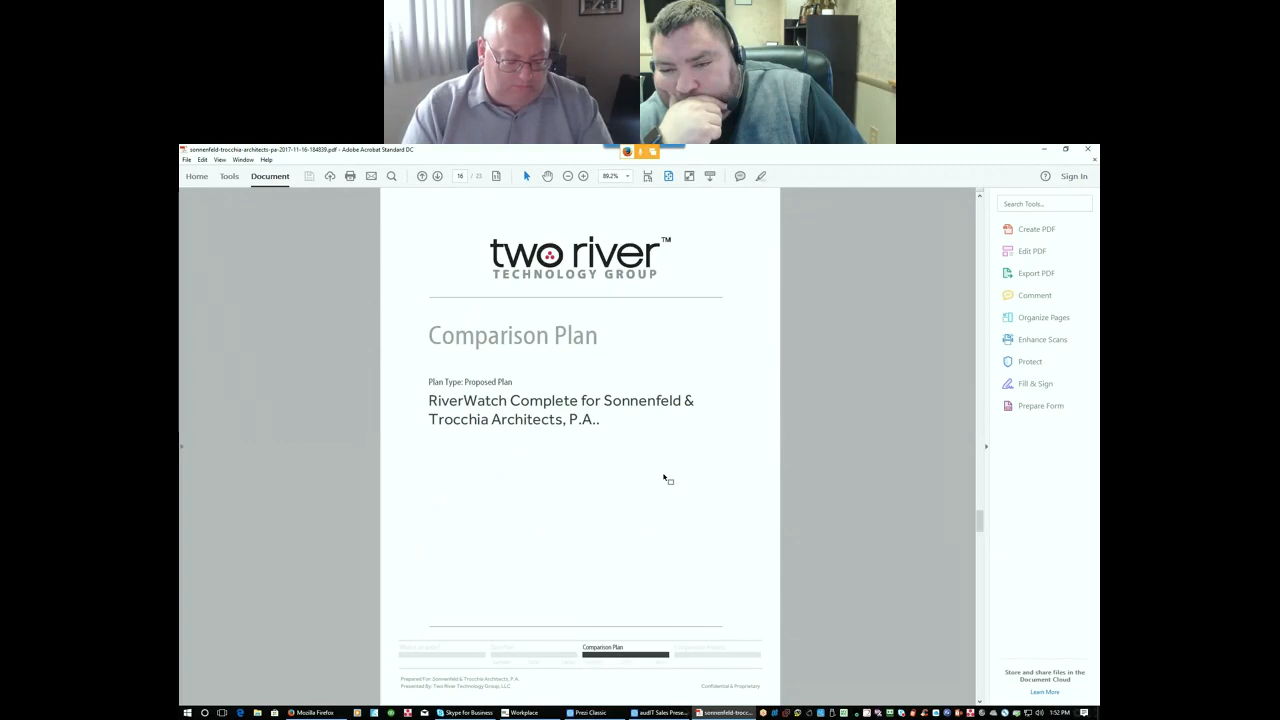 sonnenfeld-trocchia-architects-pa-2017-11-16-184839.pdf - Adobe Acrobat Standard DC
File Edit View Window Help
Home Tools Document 16 / 23 89.2% Sign In
Search Tools...
Create PDF
Edit PDF
Export PDF
Comment
Organize Pages
Enhance Scans
Protect
Fill & Sign
Prepare Form
two river™
TECHNOLOGY GROUP
Comparison Plan
Plan Type: Proposed Plan
RiverWatch Complete for Sonnenfeld &
Trocchia Architects, P.A..
Comparison Plan
Prepared For: Sonnenfeld & Trocchia Architects, P.A.
Presented By: Two River Technology Group, LLC
Confidential & Proprietary
Store and share files in the
Document Cloud
Learn More
Mozilla Firefox Skype for Business Workplace Prezi Classic audIT Sales Prese... sonnenfeld-trocc... 1:52 PM